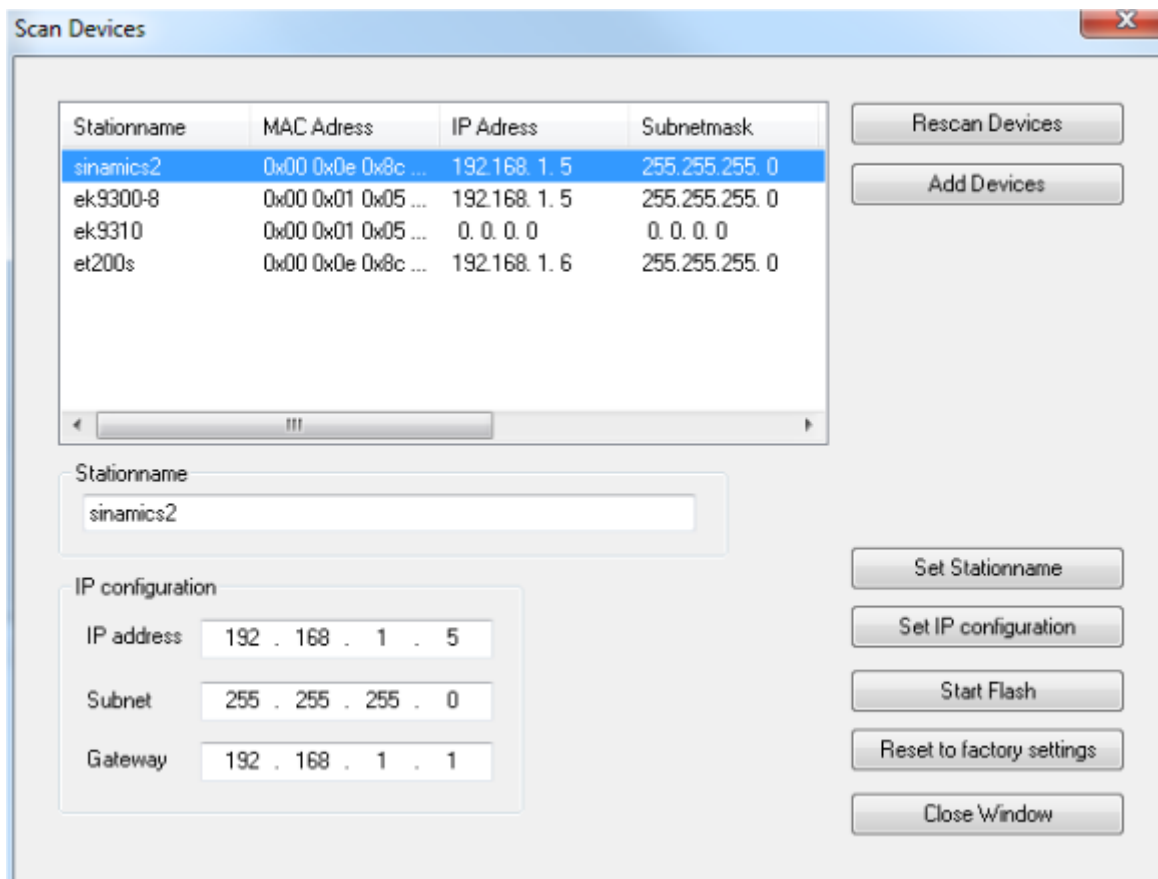 Scan Devices
Stationname MAC Adress IP Adress Subnetmask
sinamics2 0x00 0x0e 0x8c ... 192.168. 1. 5 255.255.255. 0
ek9300-8 0x00 0x01 0x05 ... 192.168. 1. 5 255.255.255. 0
ek9310 0x00 0x01 0x05 ... 0. 0. 0. 0 0. 0. 0. 0
et200s 0x00 0x0e 0x8c ... 192.168. 1. 6 255.255.255. 0
Rescan Devices
Add Devices
Stationname
sinamics2
IP configuration
IP address 192 . 168 . 1 . 5
Subnet 255 . 255 . 255 . 0
Gateway 192 . 168 . 1 . 1
Set Stationname
Set IP configuration
Start Flash
Reset to factory settings
Close Window